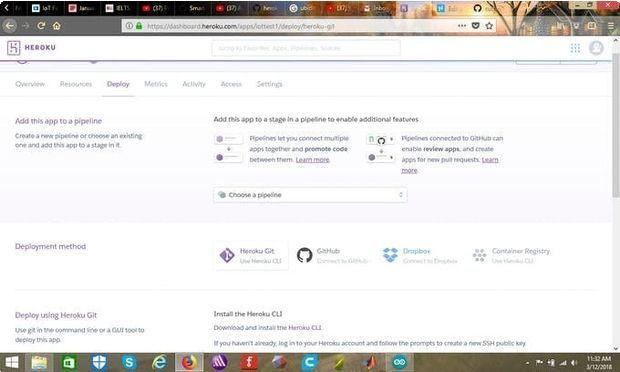 IoT F
Januar
IELTS
(37) A
herok
Smar
(37) A
ubid
(37)
Inbox
https://dashboard.heroku.com/apps/iottest1/deploy/heroku-git
HEROKU
Jump to Favorites, Apps, Pipelines, Spaces...
Overview Resources Deploy Metrics Activity Access Settings
Add this app to a pipeline
Create a new pipeline or choose an existing
one and add this app to a stage in it.
Add this app to a stage in a pipeline to enable additional features
Pipelines let you connect multiple
apps together and promote code
between them. Learn more.
Pipelines connected to GitHub can
enable review apps, and create
apps for new pull requests. Learn
more.
Choose a pipeline
Deployment method
Heroku Git
Use Heroku CLI
GitHub
Connect to GitHub
Dropbox
Connect to Dropbox
Container Registry
Use Heroku CLI
Deploy using Heroku Git
Use git in the command line or a GUI tool to
deploy this app.
Install the Heroku CLI
Download and install the Heroku CLI.
If you haven't already, log in to your Heroku account and follow the prompts to create a new SSH public key.
11:32 AM
3/12/2018